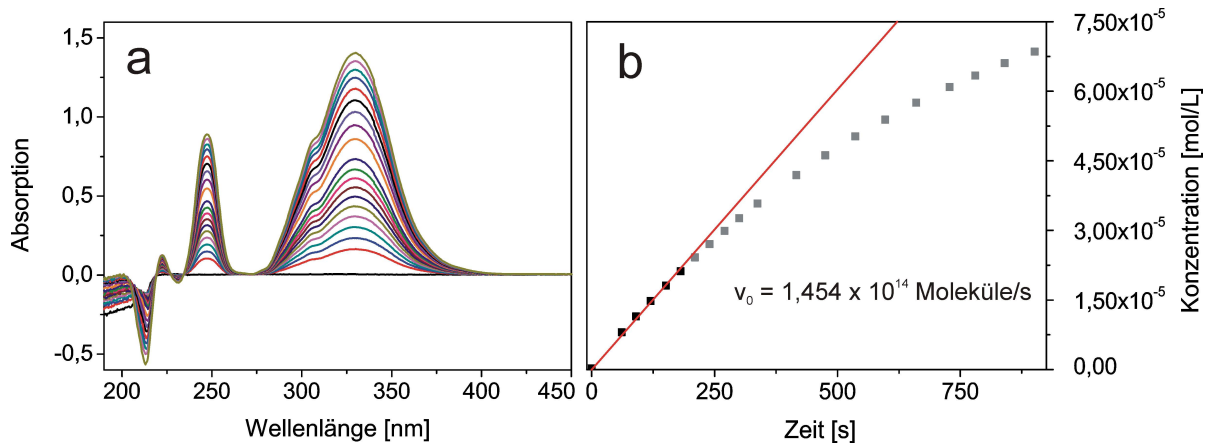 a
1,5
1,0
0,5
0,0
-0,5
Absorption
200 250 300 350 400 450
Wellenlänge [nm]
b
v₀ = 1,454 x 10¹⁴ Moleküle/s
0 250 500 750
Zeit [s]
7,50x10⁻⁵
6,00x10⁻⁵
4,50x10⁻⁵
3,00x10⁻⁵
1,50x10⁻⁵
0,00
Konzentration [mol/L]